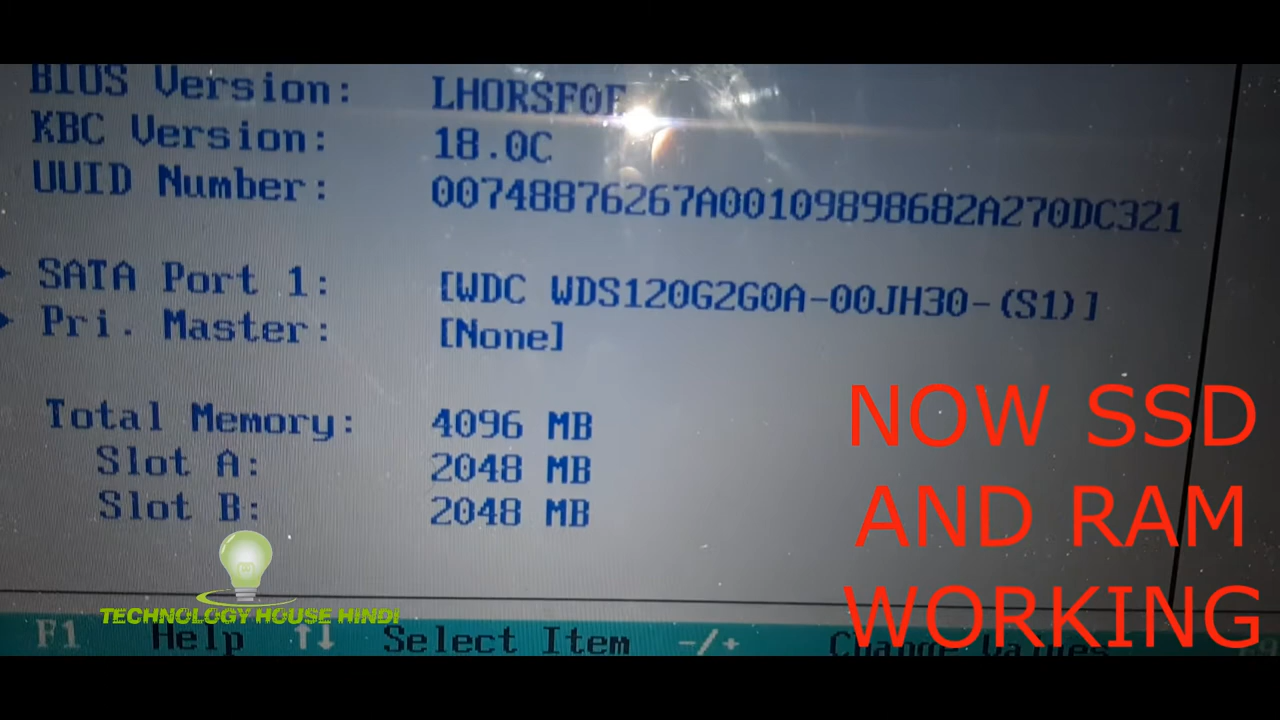 BIOS Version: LHORSF0F
KBC Version: 18.0C
UUID Number: 00748876267A00109898682A270DC321
SATA Port 1: [WDC WDS120G2G0A-00JH30-(S1)]
Pri. Master: [None]
Total Memory: 4096 MB
Slot A: 2048 MB
Slot B: 2048 MB
NOW SSD
AND RAM
WORKING
TECHNOLOGY HOUSE HINDI
F1 Help ↑↓ Select Item -/+ Change Values